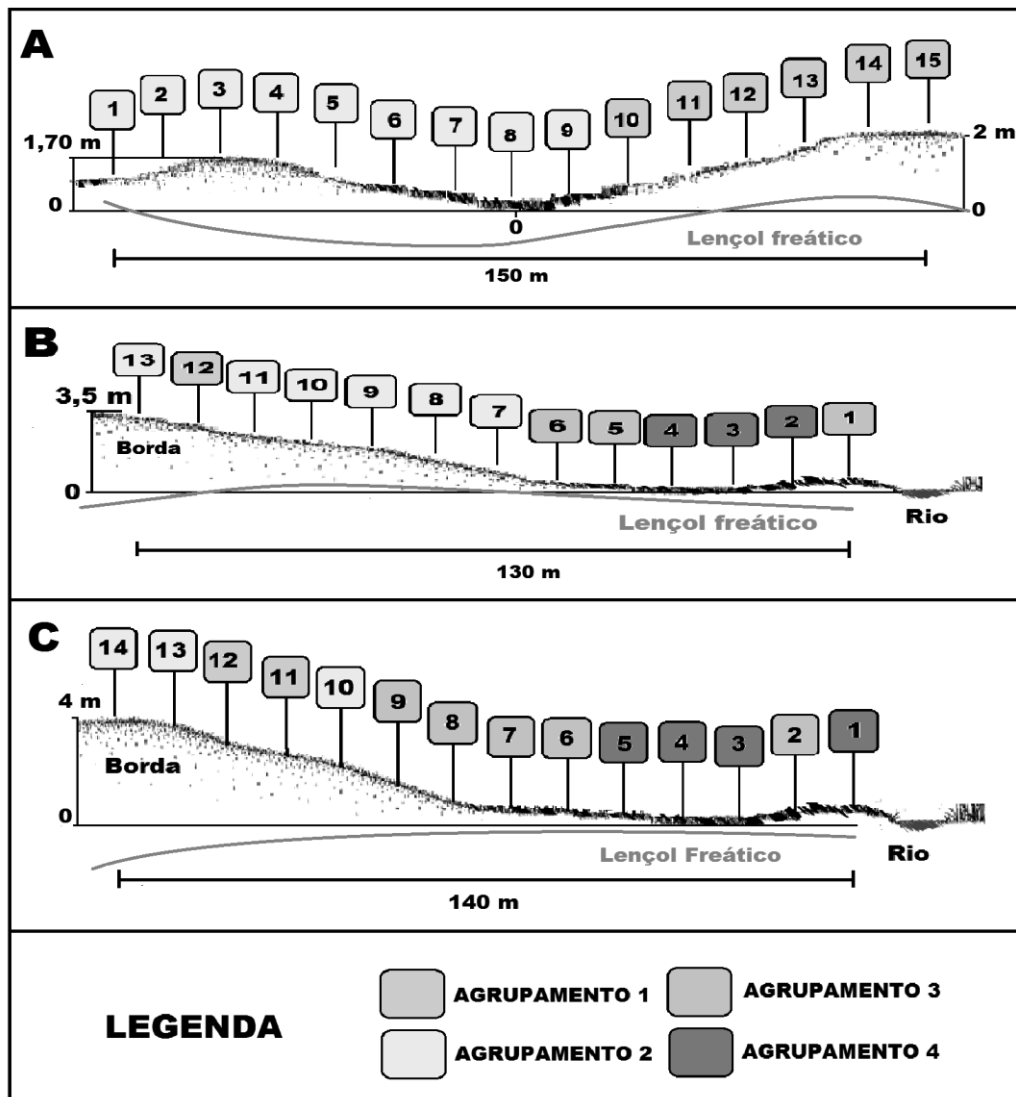 A
1 2 3 4 5 6 7 8 9 10 11 12 13 14 15
1,70 m
2 m
0
0
0
Lençol freático
150 m
B
13 12 11 10 9 8 7 6 5 4 3 2 1
3,5 m
Borda
0
Lençol freático
Rio
130 m
C
14 13 12 11 10 9 8 7 6 5 4 3 2 1
4 m
Borda
0
Lençol Freático
Rio
140 m
LEGENDA
AGRUPAMENTO 1
AGRUPAMENTO 2
AGRUPAMENTO 3
AGRUPAMENTO 4